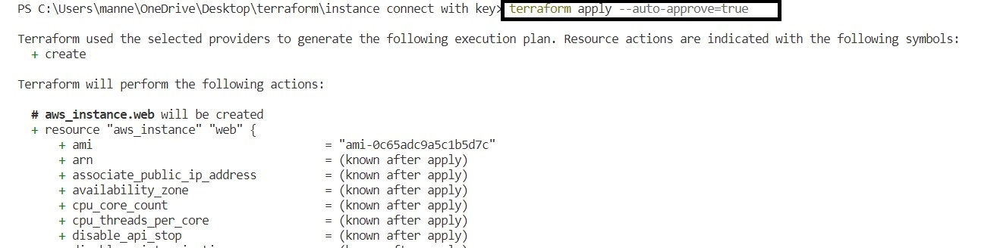 PS C:\Users\manne\OneDrive\Desktop\terraform\instance connect with key> terraform apply --auto-approve=true
Terraform used the selected providers to generate the following execution plan. Resource actions are indicated with the following symbols:
+ create
Terraform will perform the following actions:
# aws_instance.web will be created
+ resource "aws_instance" "web" {
+ ami = "ami-0c65adc9a5c1b5d7c"
+ arn = (known after apply)
+ associate_public_ip_address = (known after apply)
+ availability_zone = (known after apply)
+ cpu_core_count = (known after apply)
+ cpu_threads_per_core = (known after apply)
+ disable_api_stop = (known after apply)